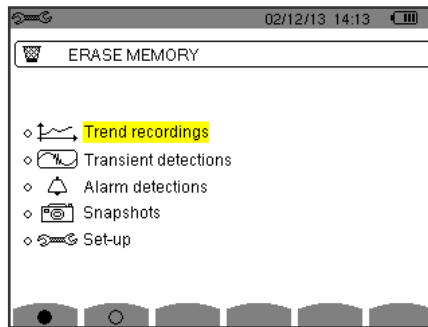 02/12/13 14:13
ERASE MEMORY
Trend recordings
Transient detections
Alarm detections
Snapshots
Set-up